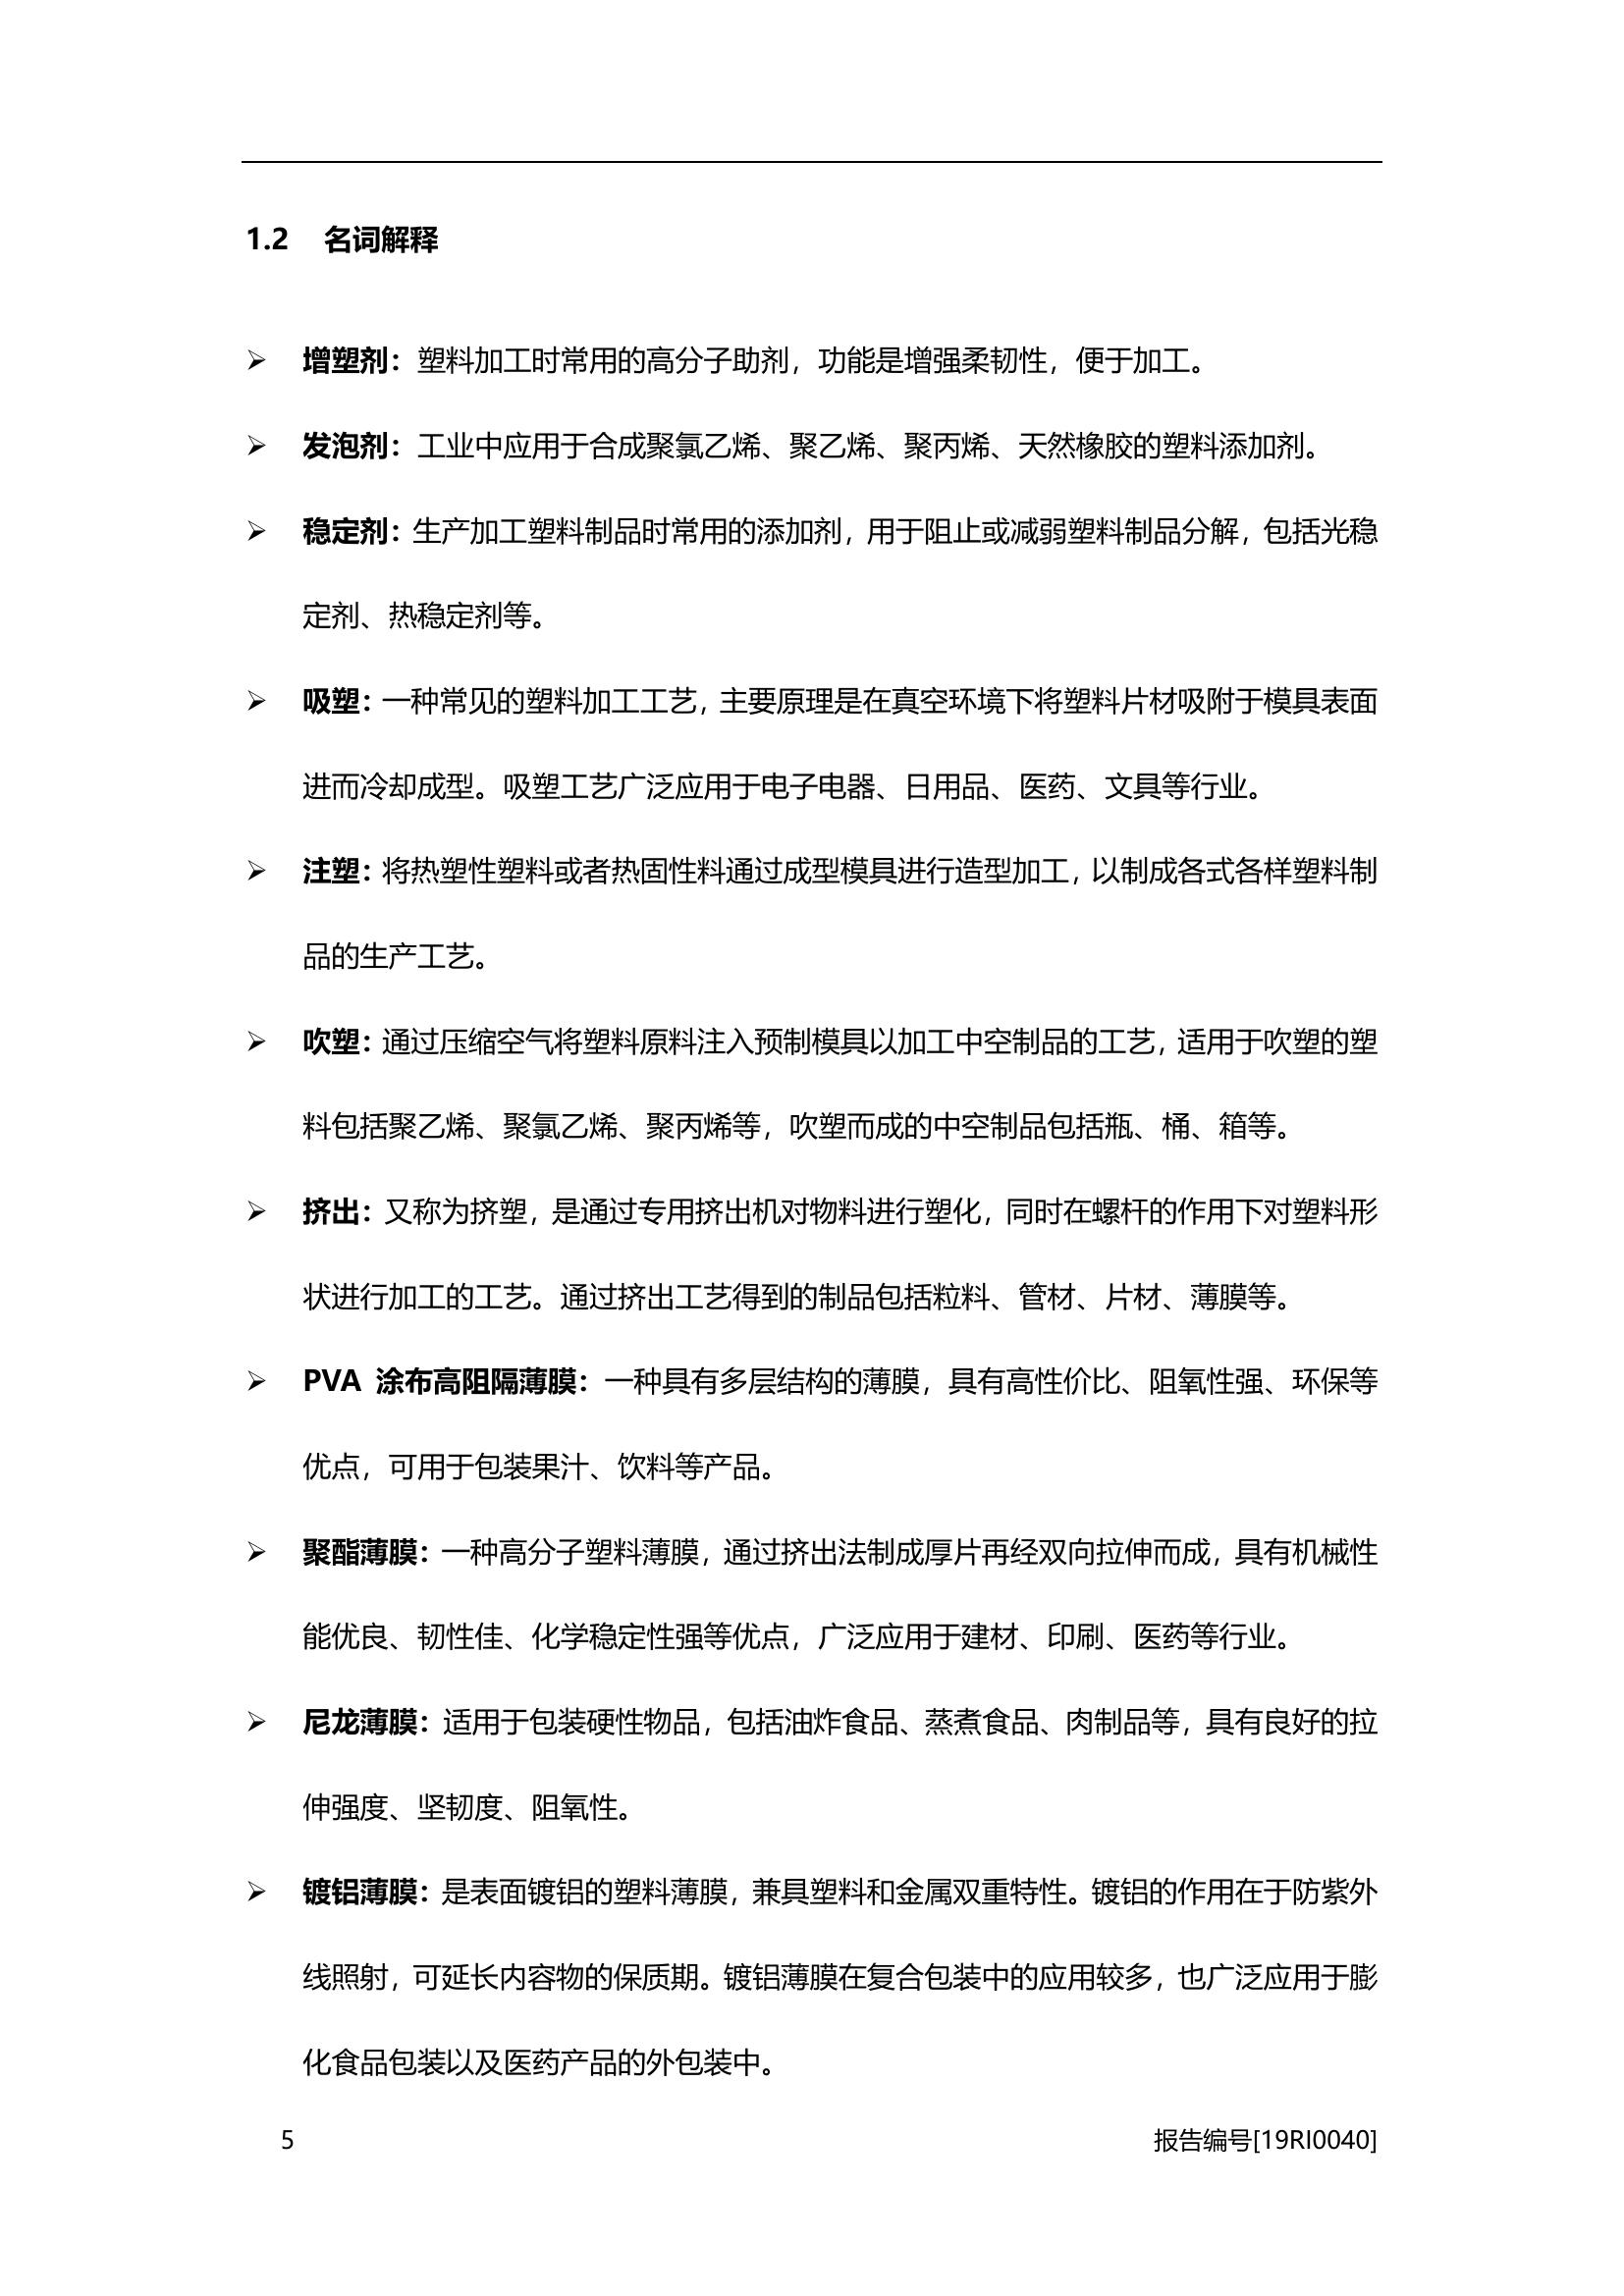 1.2 名词解释
➢ 增塑剂：塑料加工时常用的高分子助剂，功能是增强柔韧性，便于加工。
➢ 发泡剂：工业中应用于合成聚氯乙烯、聚乙烯、聚丙烯、天然橡胶的塑料添加剂。
➢ 稳定剂：生产加工塑料制品时常用的添加剂，用于阻止或减弱塑料制品分解，包括光稳
定剂、热稳定剂等。
➢ 吸塑：一种常见的塑料加工工艺，主要原理是在真空环境下将塑料片材吸附于模具表面
进而冷却成型。吸塑工艺广泛应用于电子电器、日用品、医药、文具等行业。
➢ 注塑：将热塑性塑料或者热固性料通过成型模具进行造型加工，以制成各式各样塑料制
品的生产工艺。
➢ 吹塑：通过压缩空气将塑料原料注入预制模具以加工中空制品的工艺，适用于吹塑的塑
料包括聚乙烯、聚氯乙烯、聚丙烯等，吹塑而成的中空制品包括瓶、桶、箱等。
➢ 挤出：又称为挤塑，是通过专用挤出机对物料进行塑化，同时在螺杆的作用下对塑料形
状进行加工的工艺。通过挤出工艺得到的制品包括粒料、管材、片材、薄膜等。
➢ PVA 涂布高阻隔薄膜：一种具有多层结构的薄膜，具有高性价比、阻氧性强、环保等
优点，可用于包装果汁、饮料等产品。
➢ 聚酯薄膜：一种高分子塑料薄膜，通过挤出法制成厚片再经双向拉伸而成，具有机械性
能优良、韧性佳、化学稳定性强等优点，广泛应用于建材、印刷、医药等行业。
➢ 尼龙薄膜：适用于包装硬性物品，包括油炸食品、蒸煮食品、肉制品等，具有良好的拉
伸强度、坚韧度、阻氧性。
➢ 镀铝薄膜：是表面镀铝的塑料薄膜，兼具塑料和金属双重特性。镀铝的作用在于防紫外
线照射，可延长内容物的保质期。镀铝薄膜在复合包装中的应用较多，也广泛应用于膨
化食品包装以及医药产品的外包装中。
5 报告编号[19RI0040]